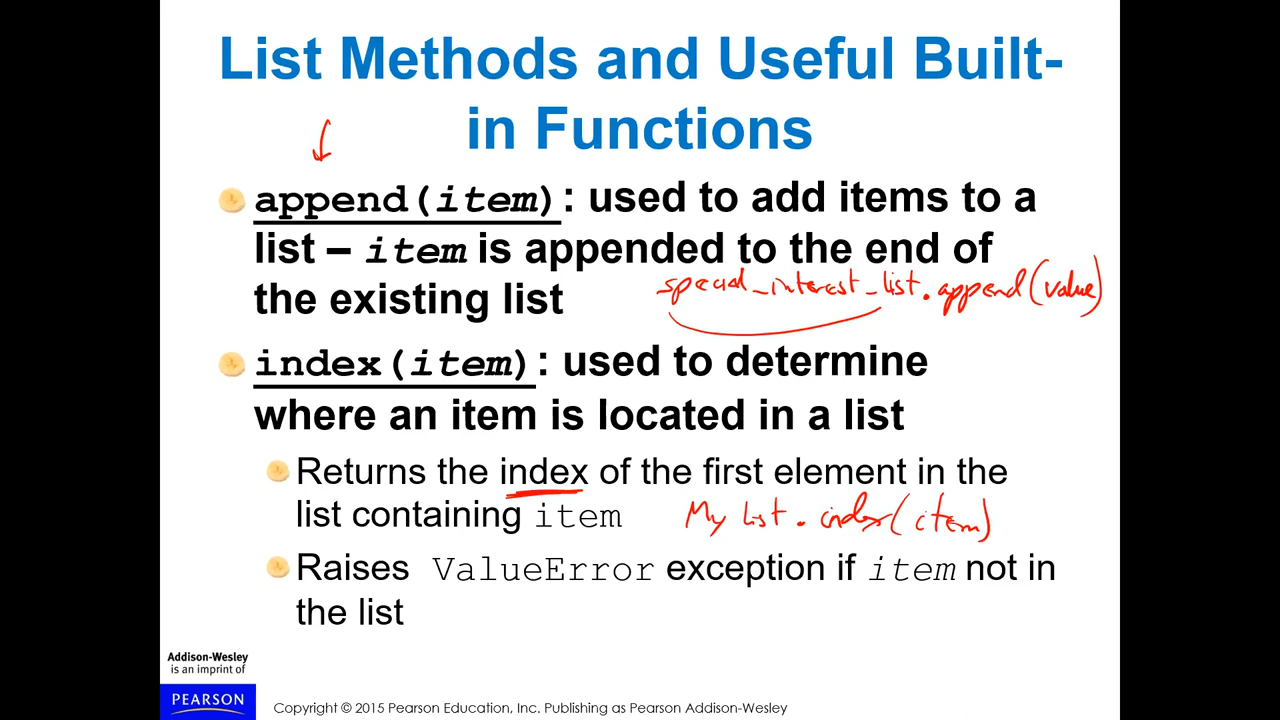 List Methods and Useful Built-
in Functions
append(item): used to add items to a
list – item is appended to the end of
special_interest_list.append(value)
the existing list
index(item): used to determine
where an item is located in a list
Returns the index of the first element in the
list containing item
My list.index(item)
Raises ValueError exception if item not in
the list
Addison-Wesley
is an imprint of
PEARSON
Copyright © 2015 Pearson Education, Inc. Publishing as Pearson Addison-Wesley